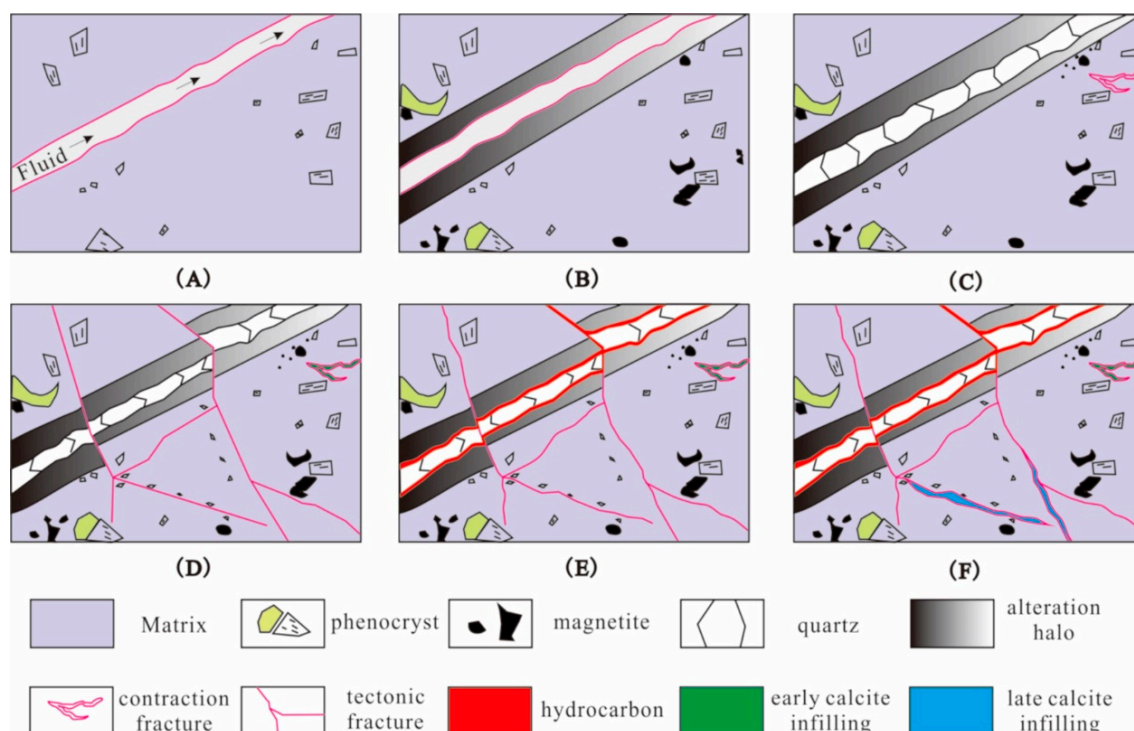 Fluid
(A)
(B)
(C)
(D)
(E)
(F)
Matrix
phenocryst
magnetite
quartz
alteration
halo
contraction
fracture
tectonic
fracture
hydrocarbon
early calcite
infilling
late calcite
infilling